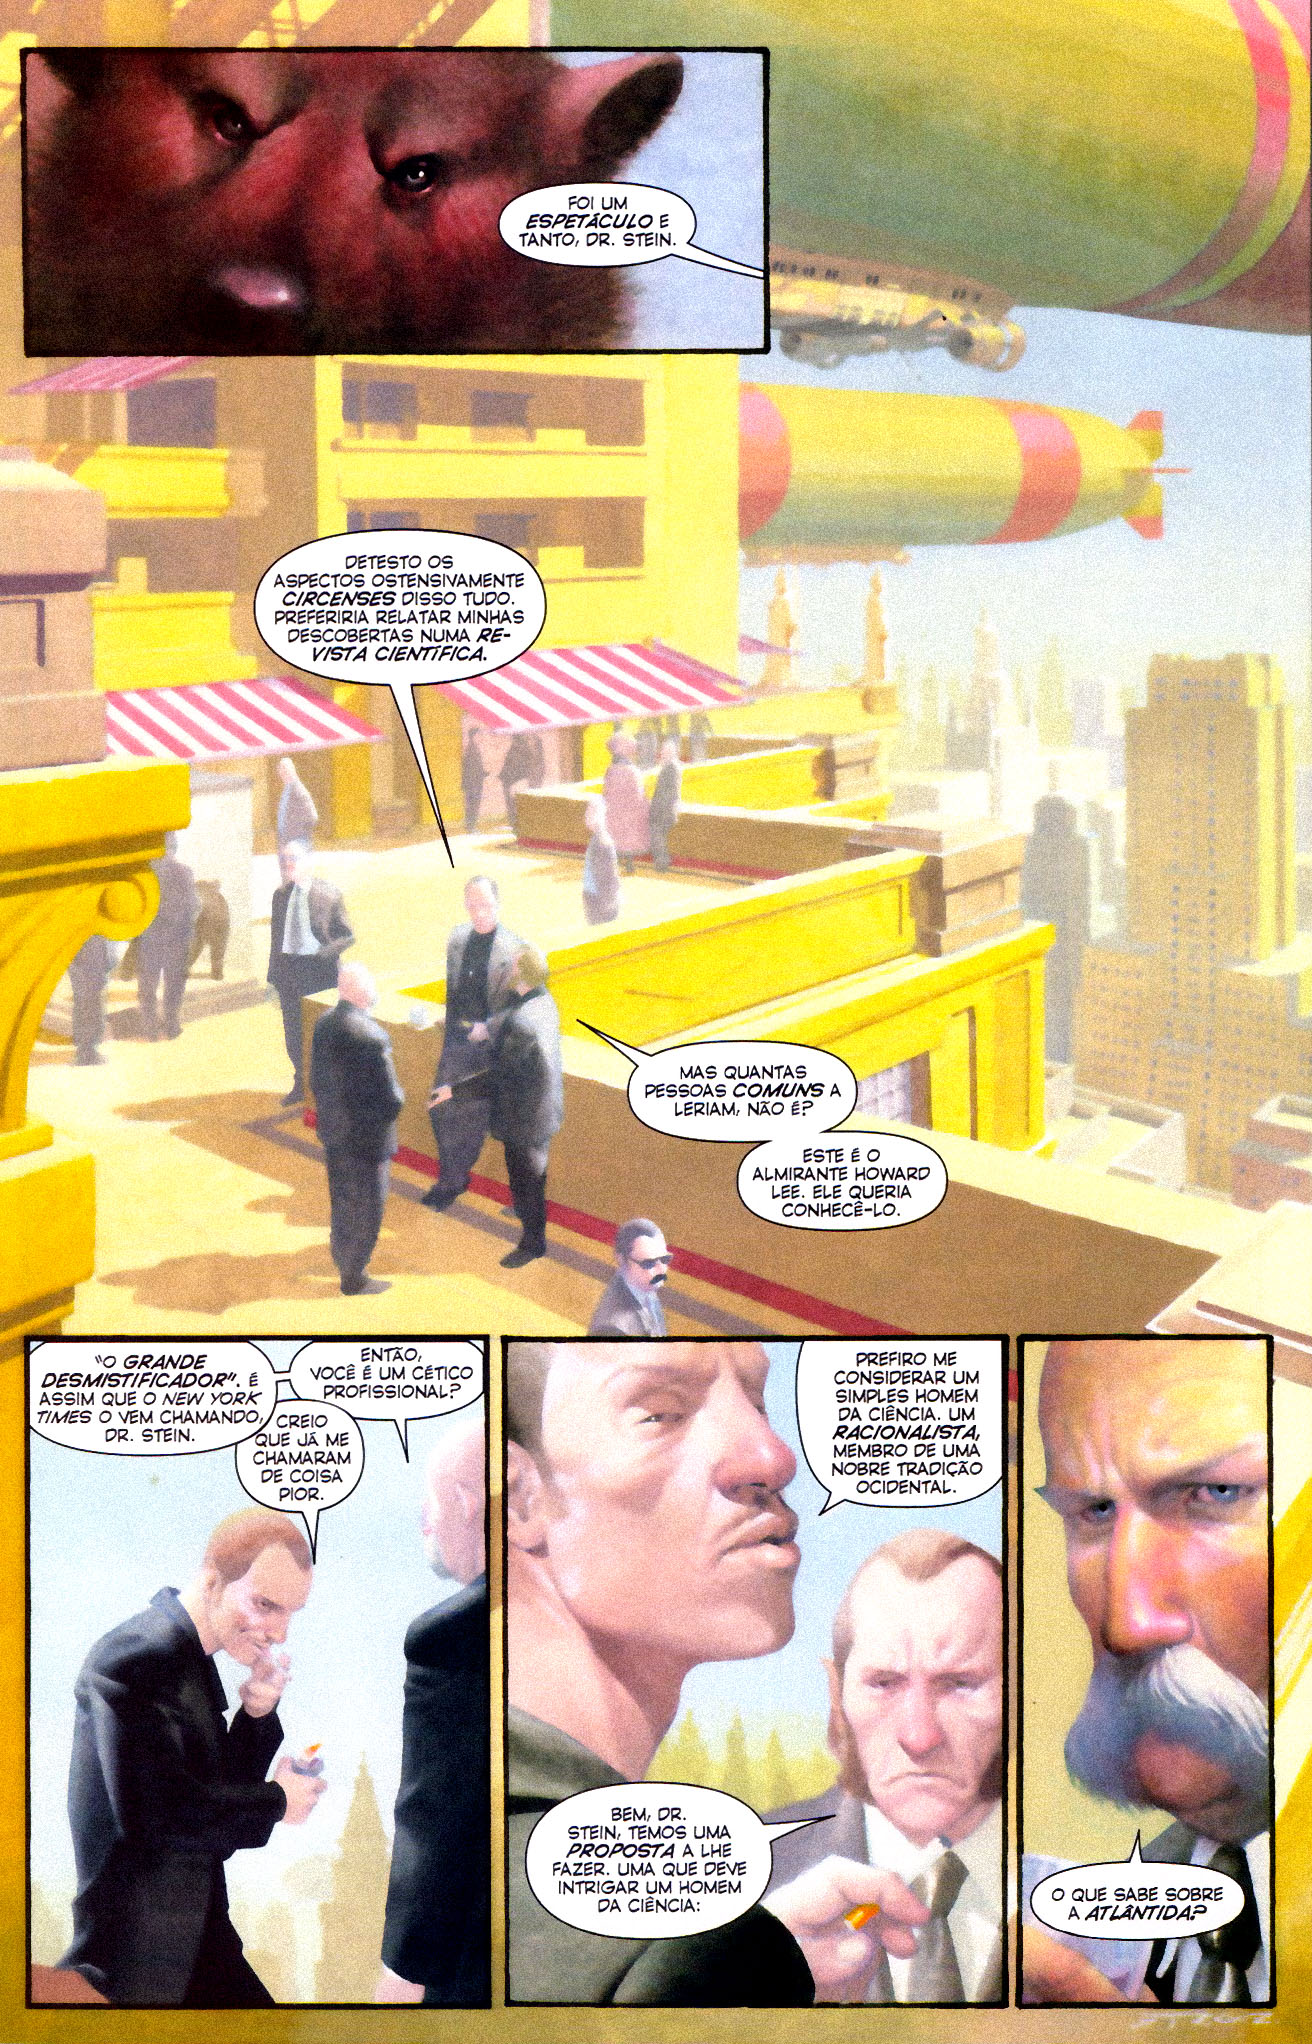 FOI UM
ESPETÁCULO E
TANTO, DR. STEIN.
DETESTO OS
ASPECTOS OSTENSIVAMENTE
CIRCENSES DISSO TUDO.
PREFERIRIA RELATAR MINHAS
DESCOBERTAS NUMA RE-
VISTA CIENTÍFICA.
MAS QUANTAS
PESSOAS COMUNS A
LERIAM, NÃO É?
ESTE É O
ALMIRANTE HOWARD
LEE. ELE QUERIA
CONHECÊ-LO.
"O GRANDE
DESMISTIFICADOR". É
ASSIM QUE O NEW YORK
TIMES O VEM CHAMANDO,
DR. STEIN.
ENTÃO,
VOCÊ É UM CÉTICO
PROFISSIONAL?
CREIO
QUE JÁ ME
CHAMARAM
DE COISA
PIOR.
PREFIRO ME
CONSIDERAR UM
SIMPLES HOMEM
DA CIÊNCIA. UM
RACIONALISTA,
MEMBRO DE UMA
NOBRE TRADIÇÃO
OCIDENTAL.
BEM, DR.
STEIN, TEMOS UMA
PROPOSTA A LHE
FAZER. UMA QUE DEVE
INTRIGAR UM HOMEM
DA CIÊNCIA:
O QUE SABE SOBRE
A ATLÂNTIDA?